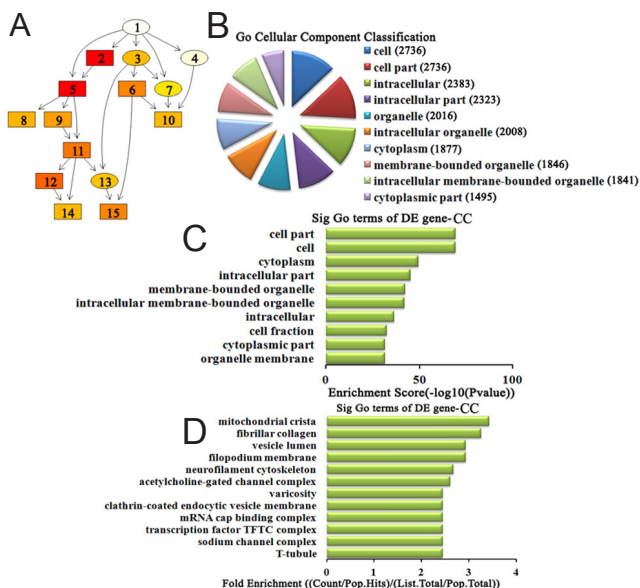 A
1
2
3
4
5
6
7
8
9
10
11
12
13
14
15
B
Go Cellular Component Classification
cell (2736)
cell part (2736)
intracellular (2383)
intracellular part (2323)
organelle (2016)
intracellular organelle (2008)
cytoplasm (1877)
membrane-bounded organelle (1846)
intracellular membrane-bounded organelle (1841)
cytoplasmic part (1495)
C
Sig Go terms of DE gene-CC
cell part
cell
cytoplasm
intracellular part
membrane-bounded organelle
intracellular membrane-bounded organelle
intracellular
cell fraction
cytoplasmic part
organelle membrane
0 50 100
Enrichment Score(-log10(Pvalue))
D
Sig Go terms of DE gene-CC
mitochondrial crista
fibrillar collagen
vesicle lumen
filopodium membrane
neurofilament cytoskeleton
acetylcholine-gated channel complex
varicosity
clathrin-coated endocytic vesicle membrane
mRNA cap binding complex
transcription factor TFTC complex
sodium channel complex
T-tubule
0 1 2 3 4
Fold Enrichment ((Count/Pop.Hits)/(List.Total/Pop.Total))